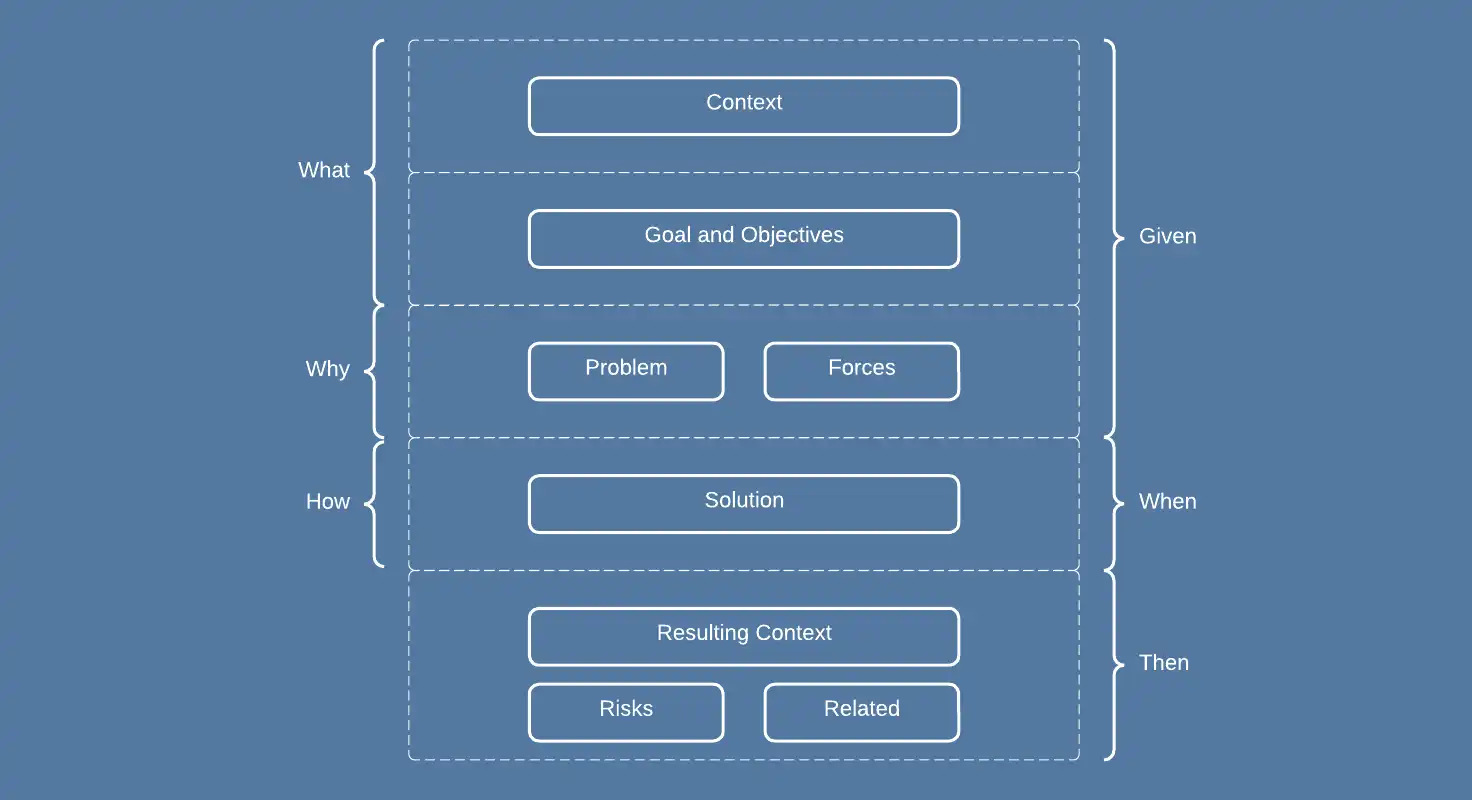 Context
What
Goal and Objectives
Given
Why
Problem
Forces
How
Solution
When
Resulting Context
Then
Risks
Related